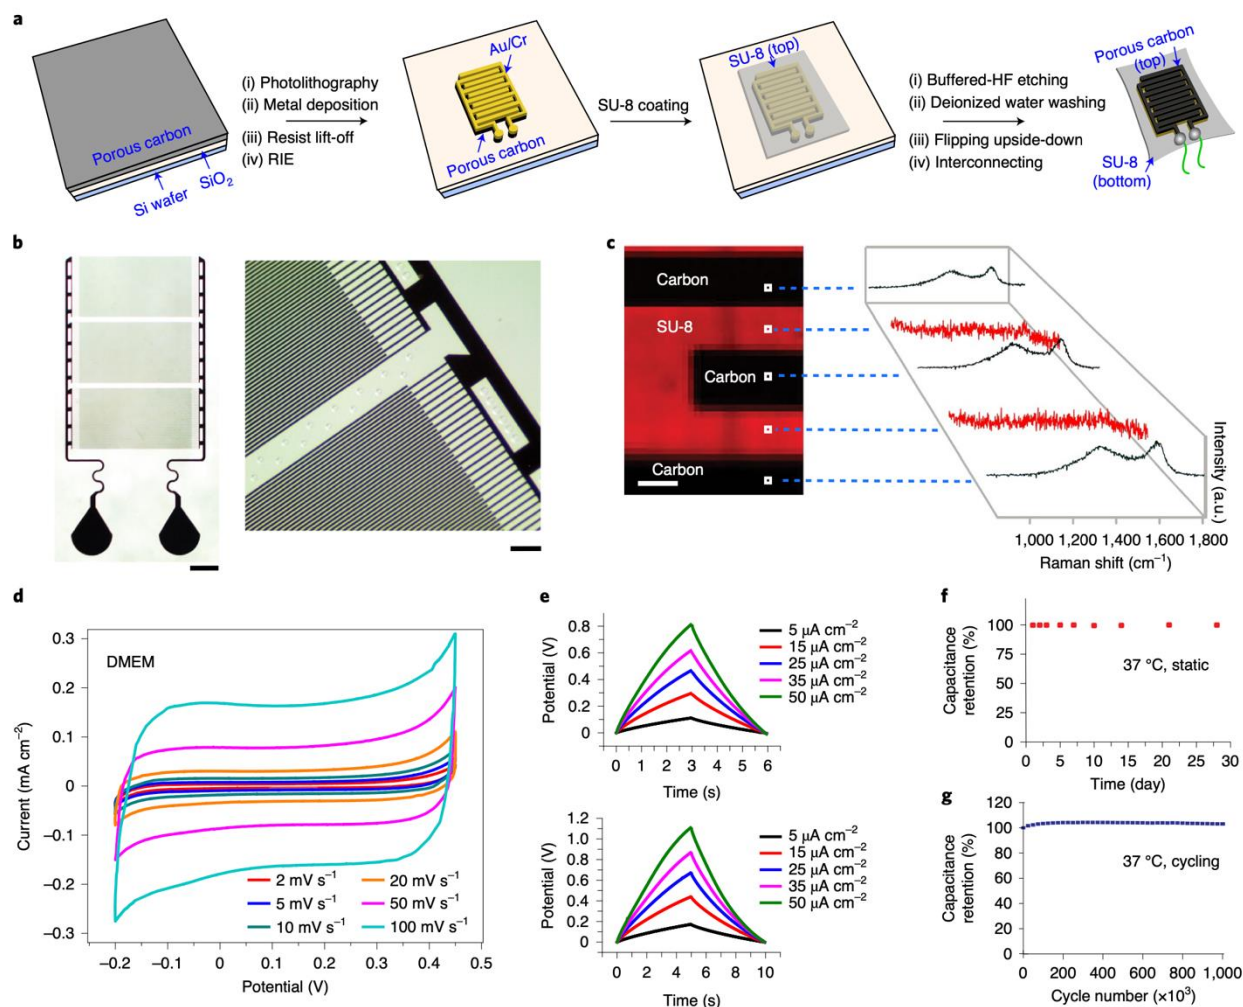 a
Porous carbon
Si wafer
SiO₂
(i) Photolithography
(ii) Metal deposition
(iii) Resist lift-off
(iv) RIE
Au/Cr
Porous carbon
SU-8 coating
SU-8 (top)
(i) Buffered-HF etching
(ii) Deionized water washing
(iii) Flipping upside-down
(iv) Interconnecting
Porous carbon
(top)
SU-8
(bottom)
b
c
Carbon
SU-8
Carbon
Carbon
Intensity (a.u.)
1,000
1,200
1,400
1,600
1,800
Raman shift (cm⁻¹)
d
DMEM
Current (mA cm⁻²)
0.3
0.2
0.1
0
−0.1
−0.2
−0.3
2 mV s⁻¹
5 mV s⁻¹
10 mV s⁻¹
20 mV s⁻¹
50 mV s⁻¹
100 mV s⁻¹
−0.2 −0.1 0 0.1 0.2 0.3 0.4 0.5
Potential (V)
e
Potential (V)
0.8
0.6
0.4
0.2
0
5 μA cm⁻²
15 μA cm⁻²
25 μA cm⁻²
35 μA cm⁻²
50 μA cm⁻²
0 1 2 3 4 5 6
Time (s)
Potential (V)
1.2
1.0
0.8
0.6
0.4
0.2
0
5 μA cm⁻²
15 μA cm⁻²
25 μA cm⁻²
35 μA cm⁻²
50 μA cm⁻²
0 2 4 6 8 10
Time (s)
f
Capacitance
retention (%)
125
100
75
50
25
0
37 °C, static
0 5 10 15 20 25 30
Time (day)
g
Capacitance
retention (%)
120
100
80
60
40
20
0
37 °C, cycling
0 200 400 600 800 1,000
Cycle number (×10³)